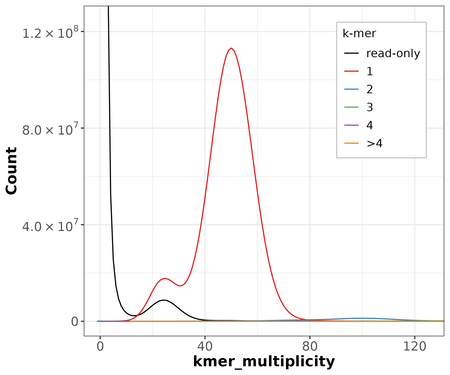 1.2 × 10⁸
8.0 × 10⁷
4.0 × 10⁷
0
Count
0 40 80 120
kmer_multiplicity
k-mer
read-only
1
2
3
4
>4